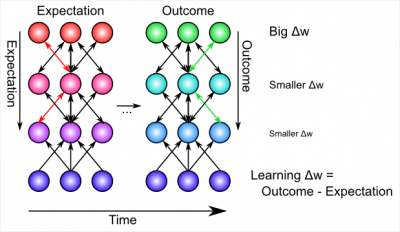 Expectation
Outcome
Big Δw
Expectation
Outcome
Smaller Δw
...
Smaller Δw
Learning Δw =
Outcome - Expectation
Time